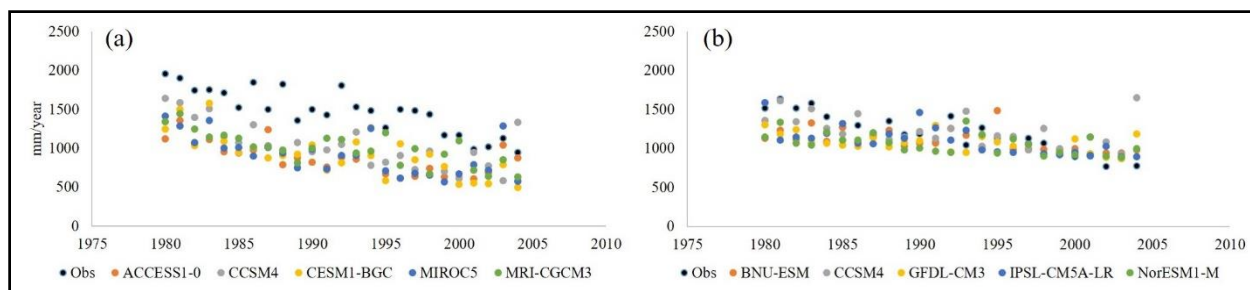 (a)
mm/year
2500
2000
1500
1000
500
0
1975 1980 1985 1990 1995 2000 2005 2010
Obs ACCESS1-0 CCSM4 CESM1-BGC MIROC5 MRI-CGCM3
(b)
2500
2000
1500
1000
500
0
1975 1980 1985 1990 1995 2000 2005 2010
Obs BNU-ESM CCSM4 GFDL-CM3 IPSL-CM5A-LR NorESM1-M